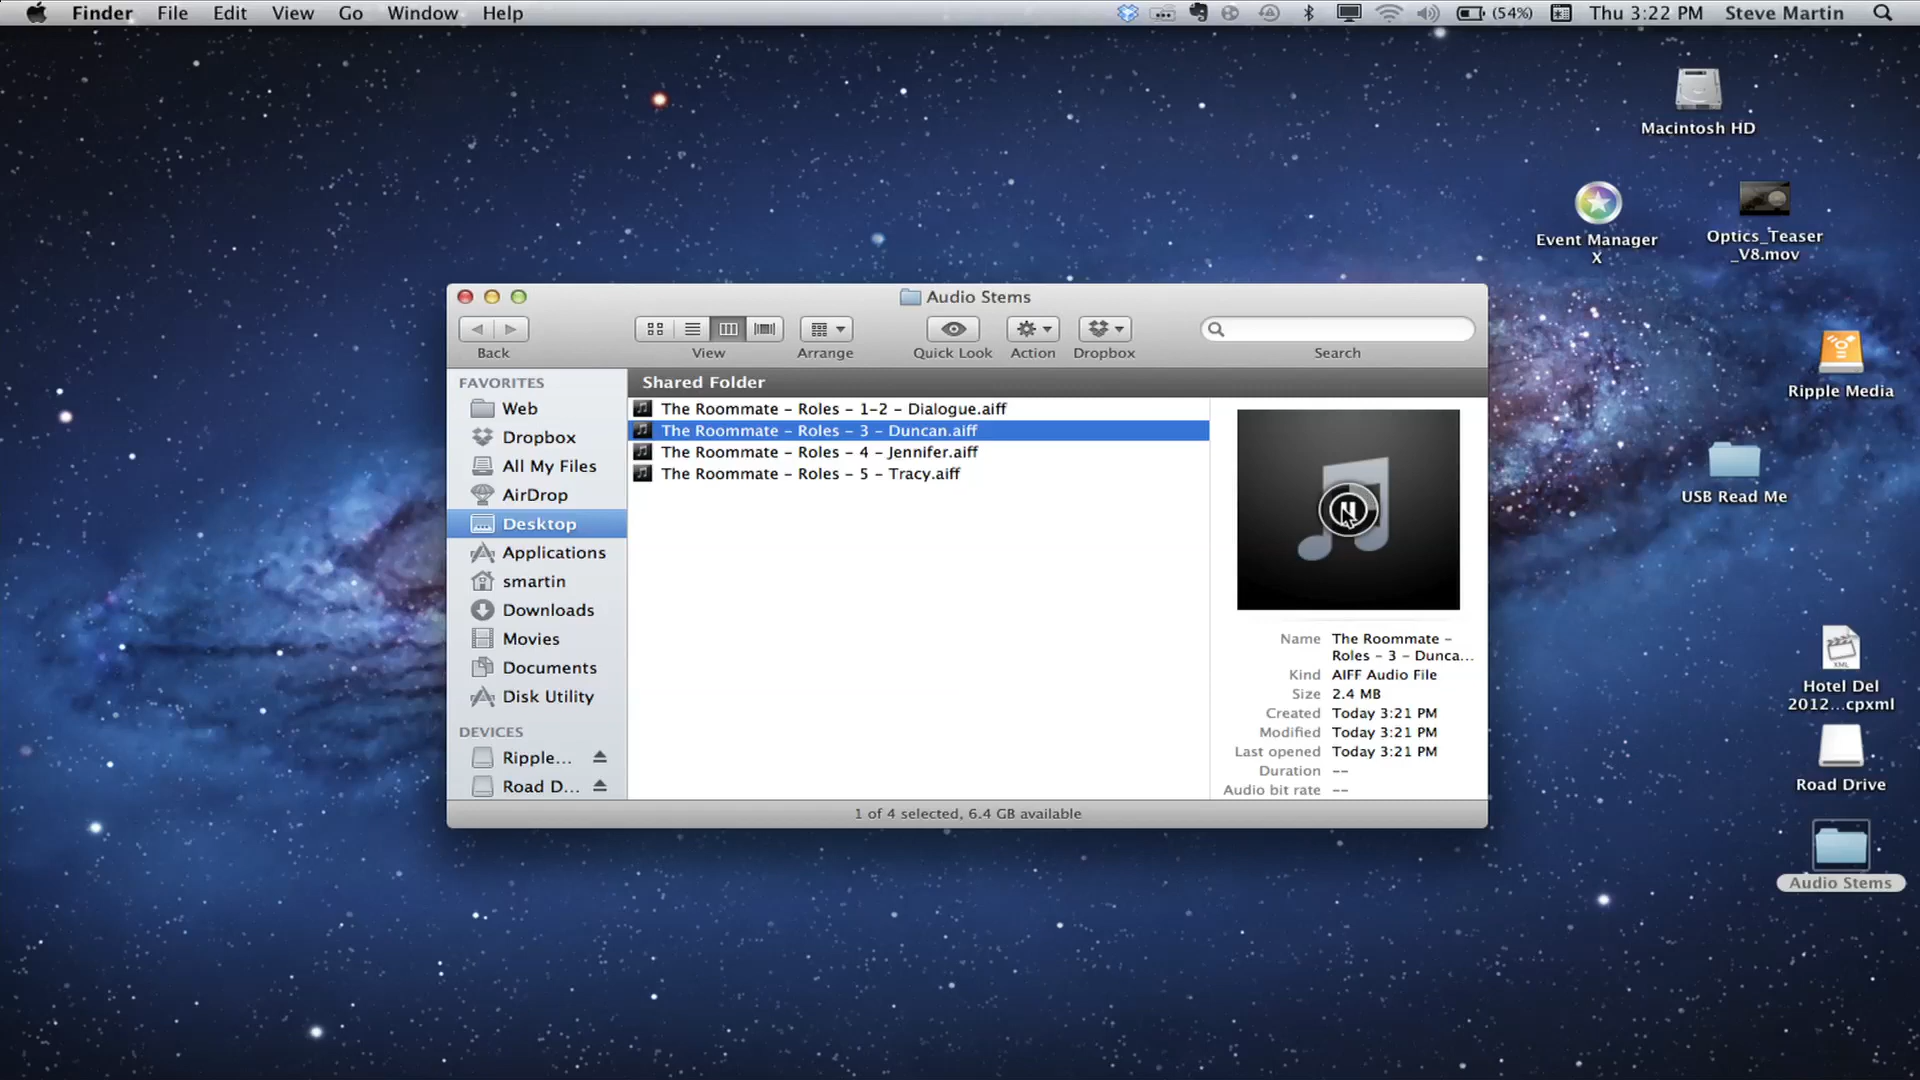 Finder File Edit View Go Window Help (54%) Thu 3:22 PM Steve Martin
Macintosh HD
Event Manager
X
Optics_Teaser
_V8.mov
Audio Stems
Back View Arrange Quick Look Action Dropbox Search
FAVORITES
Web
Dropbox
All My Files
AirDrop
Desktop
Applications
smartin
Downloads
Movies
Documents
Disk Utility
DEVICES
Ripple...
Road D...
Shared Folder
The Roommate - Roles - 1-2 - Dialogue.aiff
The Roommate - Roles - 3 - Duncan.aiff
The Roommate - Roles - 4 - Jennifer.aiff
The Roommate - Roles - 5 - Tracy.aiff
Name The Roommate -
Roles - 3 - Dunca...
Kind AIFF Audio File
Size 2.4 MB
Created Today 3:21 PM
Modified Today 3:21 PM
Last opened Today 3:21 PM
Duration --
Audio bit rate --
1 of 4 selected, 6.4 GB available
Ripple Media
USB Read Me
XML
Hotel Del
2012...cpxml
Road Drive
Audio Stems